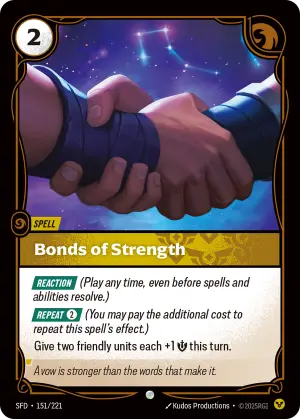 2
SPELL
Bonds of Strength
REACTION (Play any time, even before spells and
abilities resolve.)
REPEAT 2 (You may pay the additional cost to
repeat this spell's effect.)
Give two friendly units each +1 this turn.
A vow is stronger than the words that make it.
SFD • 151/221
Kudos Productions • ©2025RGI